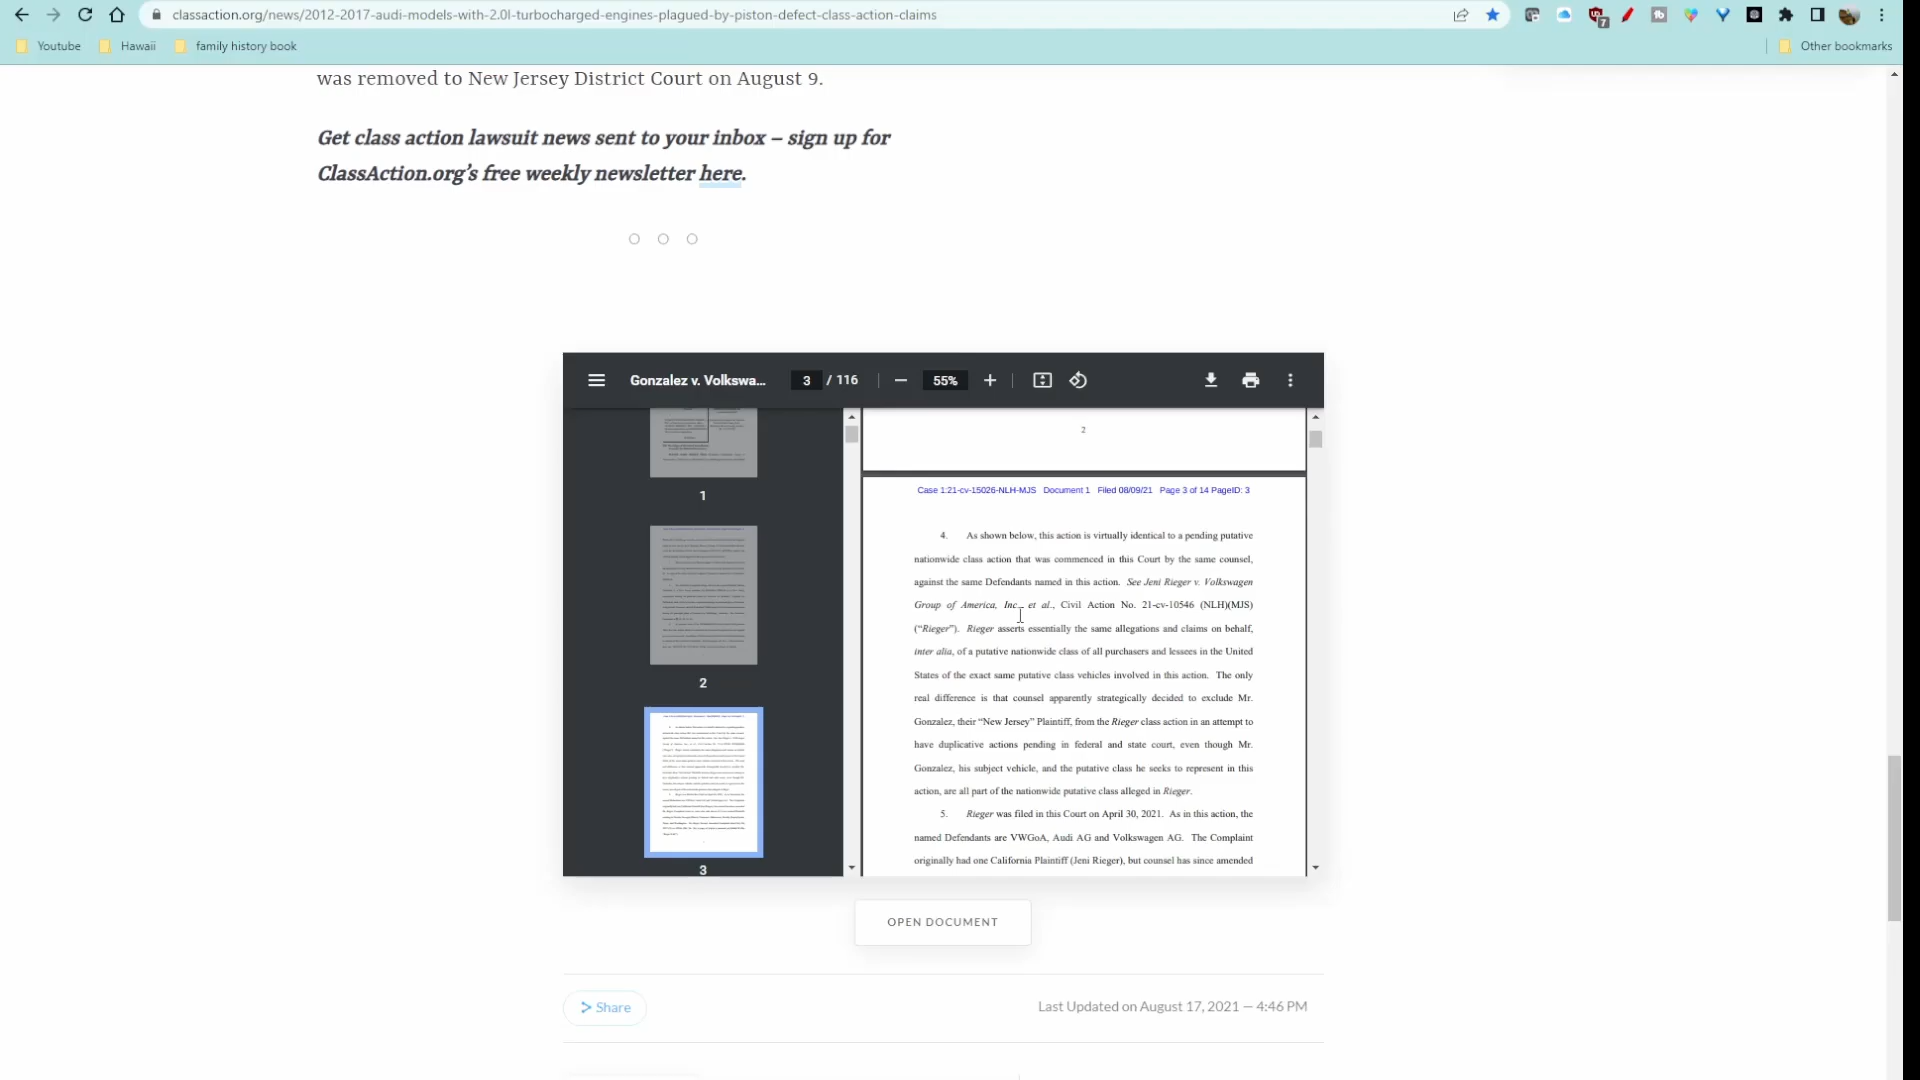 classaction.org/news/2012-2017-audi-models-with-2.0l-turbocharged-engines-plagued-by-piston-defect-class-action-claims
7
Youtube
Hawaii
family history book
Other bookmarks
was removed to New Jersey District Court on August 9.
Get class action lawsuit news sent to your inbox – sign up for
ClassAction.org’s free weekly newsletter here.
Gonzalez v. Volkswa...
3 / 116
55%
1
2
3
2
Case 1:21-cv-15026-NLH-MJS Document 1 Filed 08/09/21 Page 3 of 14 PageID: 3
4. As shown below, this action is virtually identical to a pending putative
nationwide class action that was commenced in this Court by the same counsel,
against the same Defendants named in this action. See Jeni Rieger v. Volkswagen
Group of America, Inc., et al., Civil Action No. 21-cv-10546 (NLH)(MJS)
(“Rieger”). Rieger asserts essentially the same allegations and claims on behalf,
inter alia, of a putative nationwide class of all purchasers and lessees in the United
States of the exact same putative class vehicles involved in this action. The only
real difference is that counsel apparently strategically decided to exclude Mr.
Gonzalez, their “New Jersey” Plaintiff, from the Rieger class action in an attempt to
have duplicative actions pending in federal and state court, even though Mr.
Gonzalez, his subject vehicle, and the putative class he seeks to represent in this
action, are all part of the nationwide putative class alleged in Rieger.
5. Rieger was filed in this Court on April 30, 2021. As in this action, the
named Defendants are VWGoA, Audi AG and Volkswagen AG. The Complaint
originally had one California Plaintiff (Jeni Rieger), but counsel has since amended
OPEN DOCUMENT
Share
Last Updated on August 17, 2021 — 4:46 PM